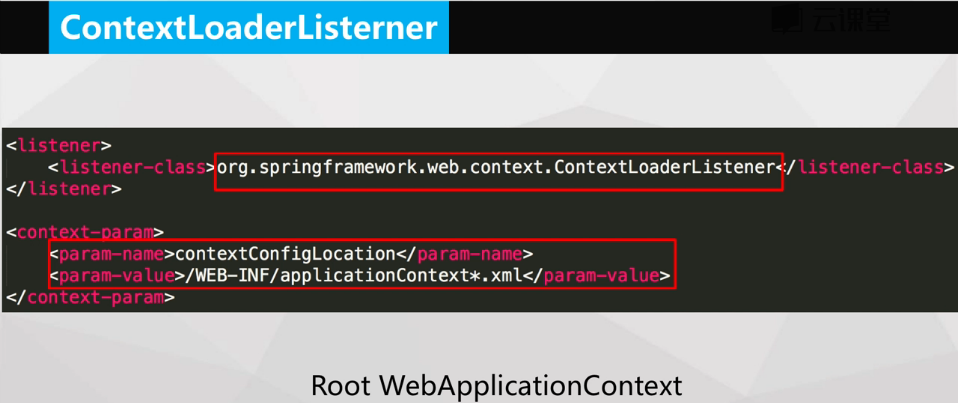 ContextLoaderListerner
云课堂
<listener>
<listener-class>org.springframework.web.context.ContextLoaderListener</listener-class>
</listener>
<context-param>
<param-name>contextConfigLocation</param-name>
<param-value>/WEB-INF/applicationContext*.xml</param-value>
</context-param>
Root WebApplicationContext